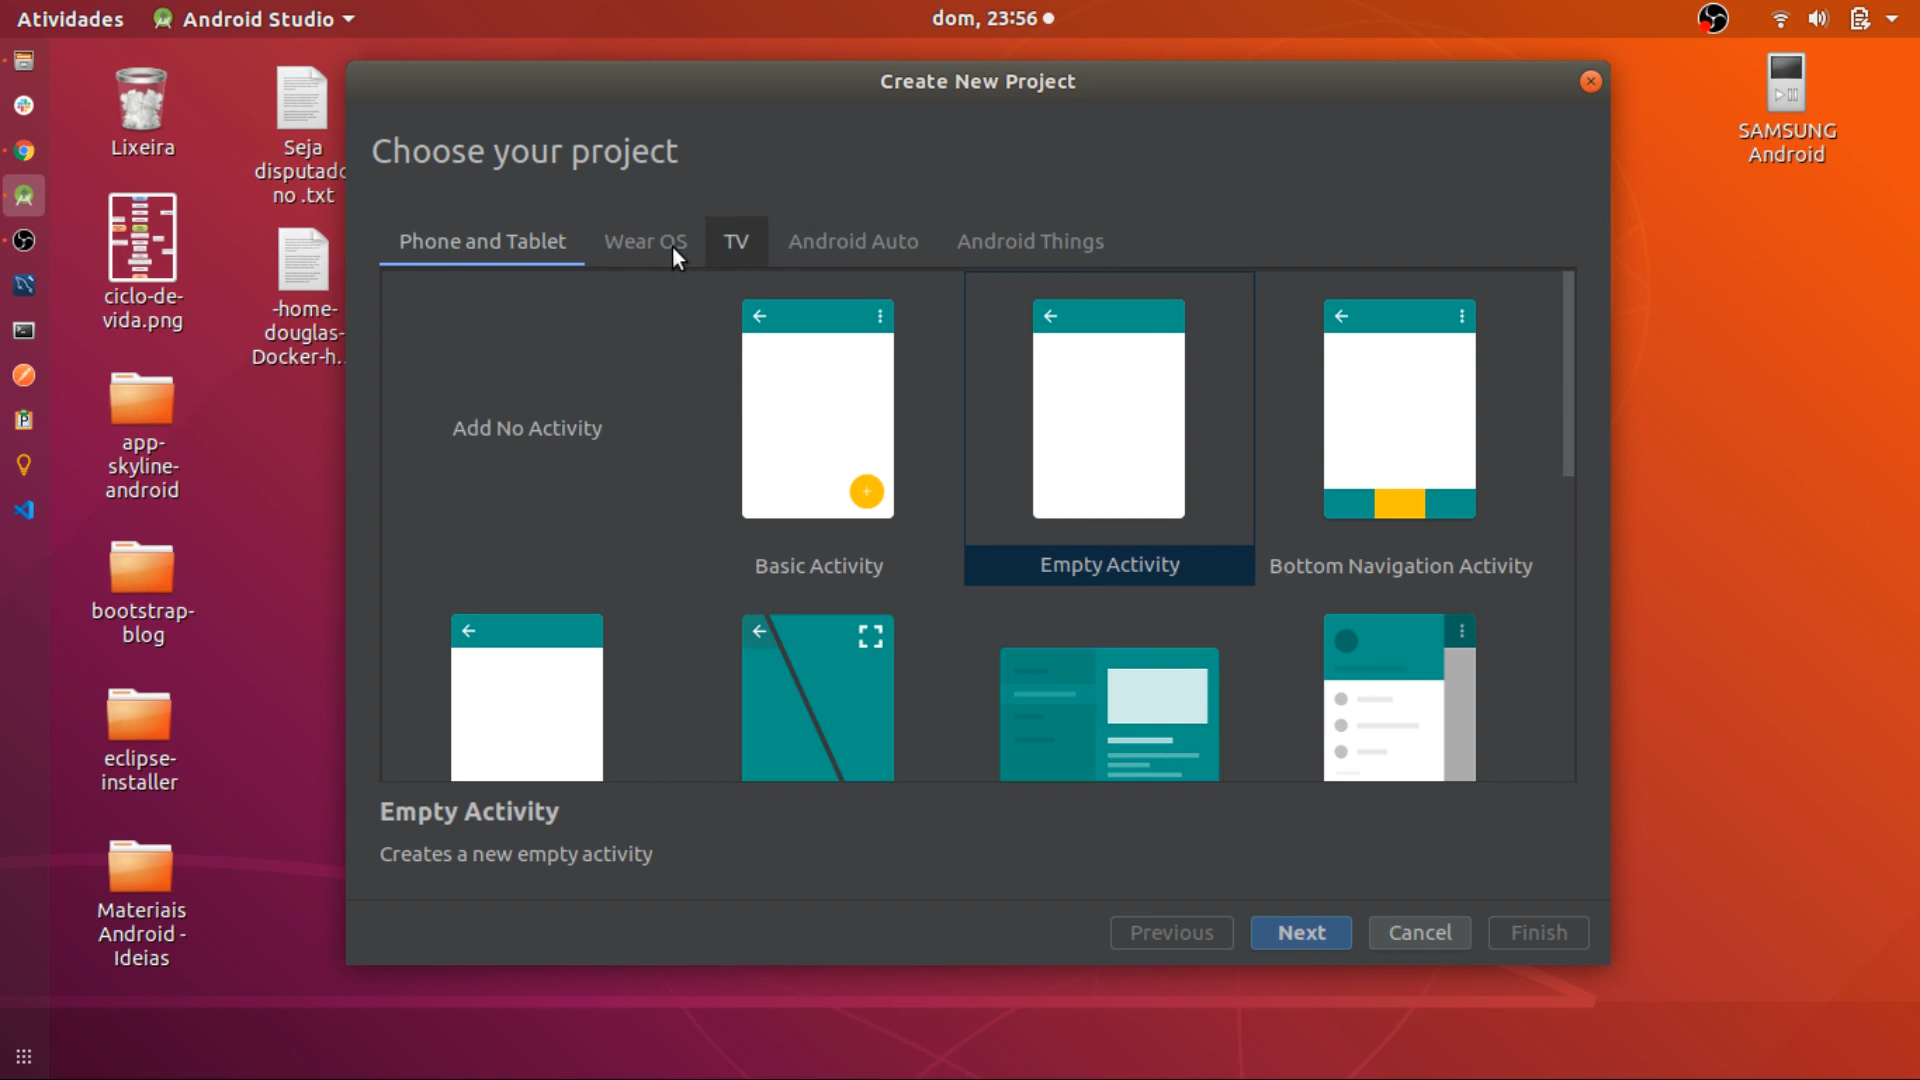 Atividades
Android Studio
dom, 23:56
Lixeira
Seja
disputado
no .txt
ciclo-de-
vida.png
-home-
douglas-
Docker-h...
app-
skyline-
android
bootstrap-
blog
eclipse-
installer
Materiais
Android -
Ideias
SAMSUNG
Android
Create New Project
Choose your project
Phone and Tablet
Wear OS
TV
Android Auto
Android Things
Add No Activity
Basic Activity
Empty Activity
Bottom Navigation Activity
Empty Activity
Creates a new empty activity
Previous
Next
Cancel
Finish